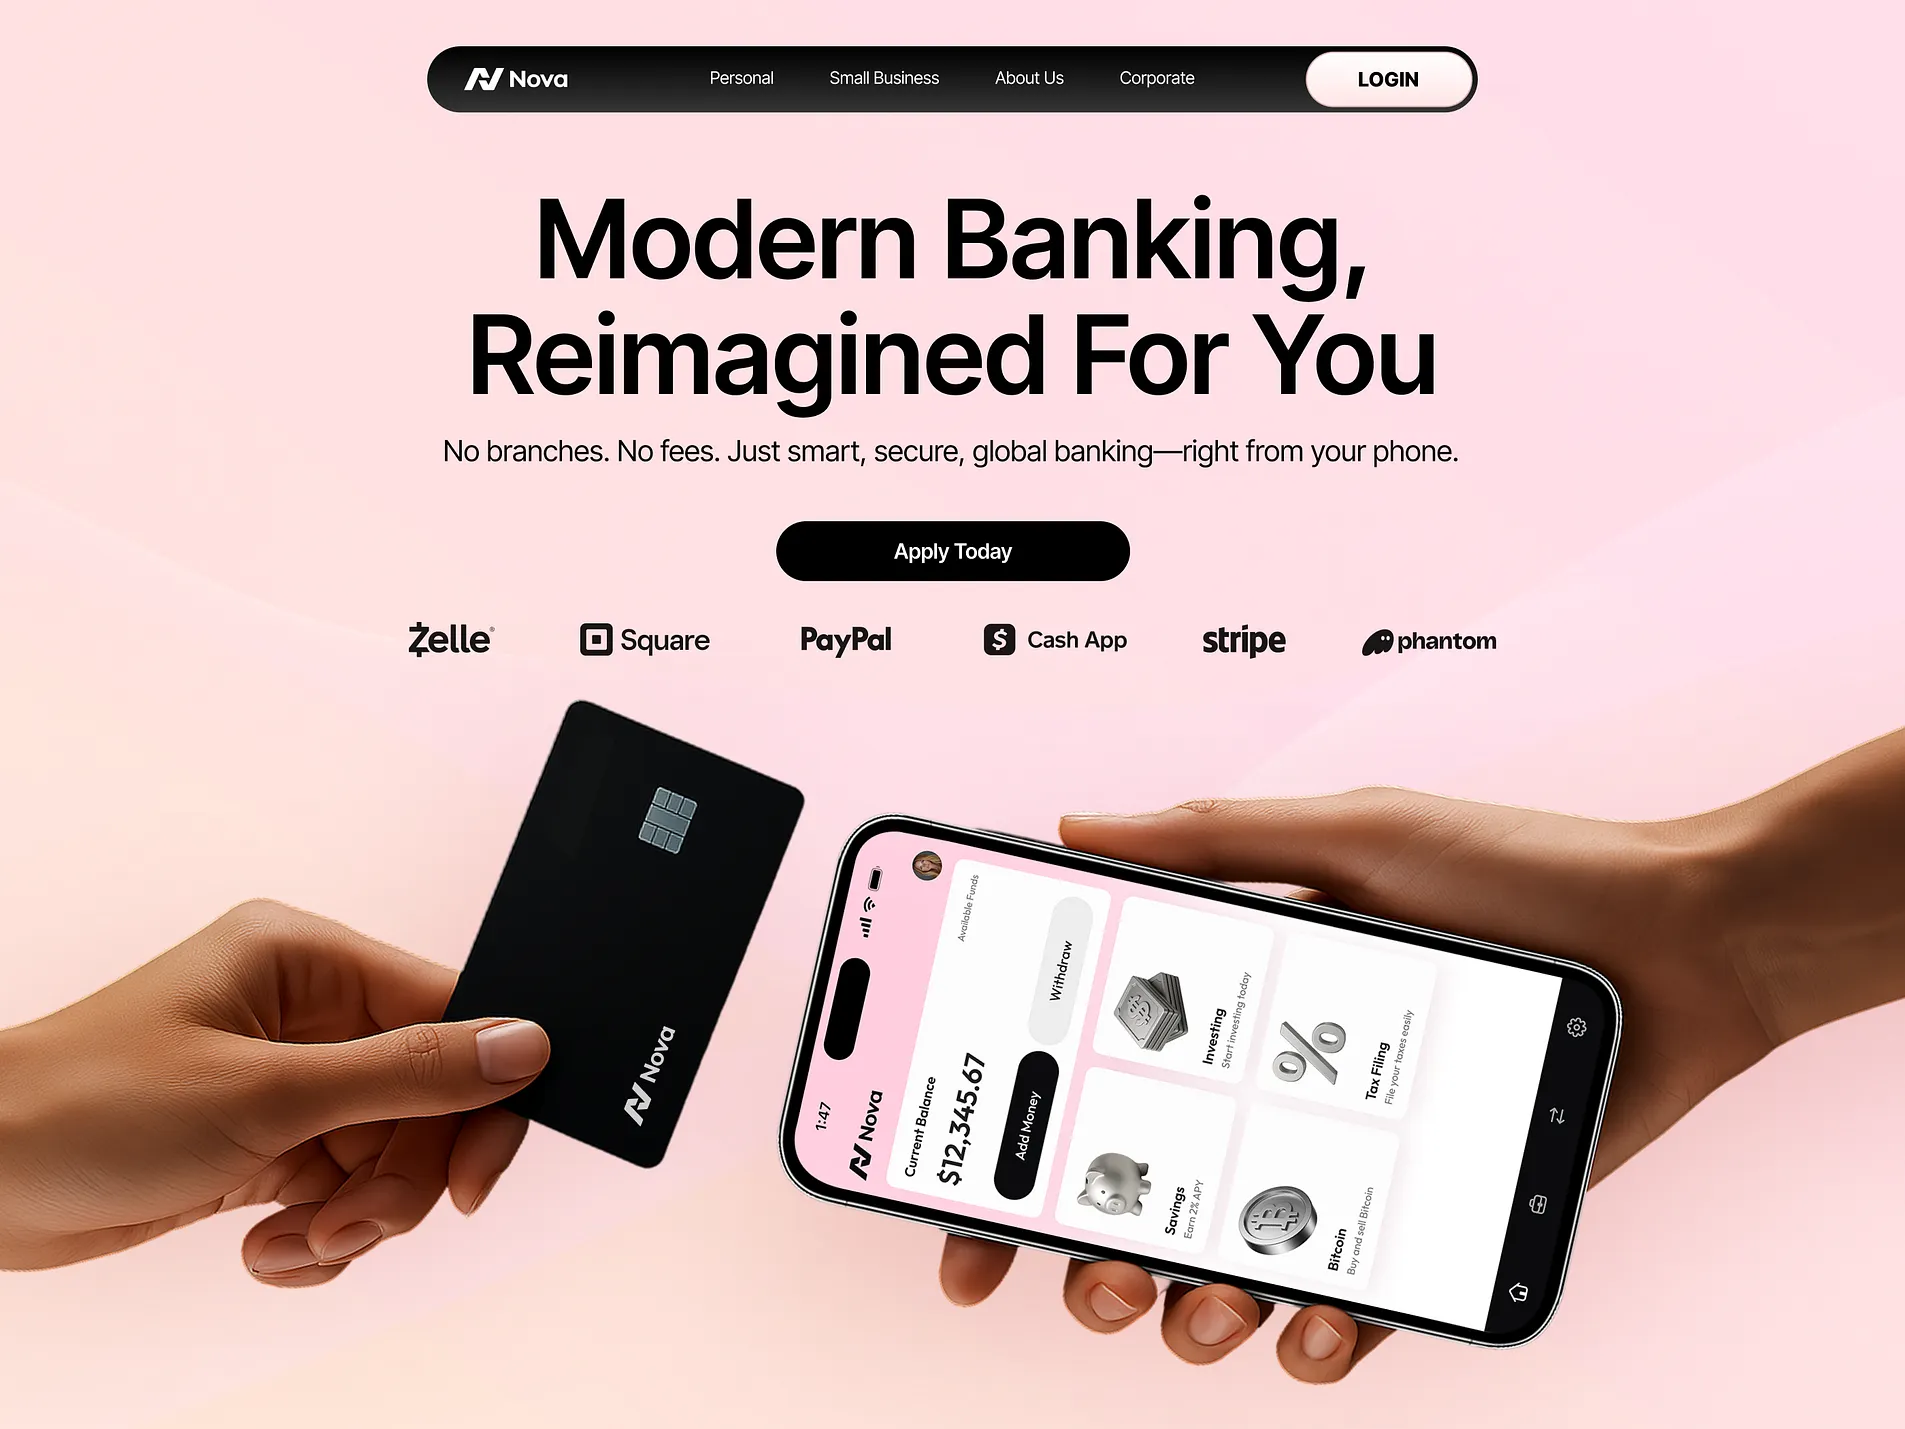 Nova
Personal
Small Business
About Us
Corporate
LOGIN
Modern Banking,
Reimagined For You
No branches. No fees. Just smart, secure, global banking—right from your phone.
Apply Today
Zelle®
Square
PayPal
$ Cash App
stripe
phantom
Nova
1:47
Nova
Current Balance
Available Funds
$12,345.67
Add Money
Withdraw
Savings
Earn 2% APY
Investing
Start investing today
Bitcoin
Buy and sell Bitcoin
Tax Filing
File your taxes easily